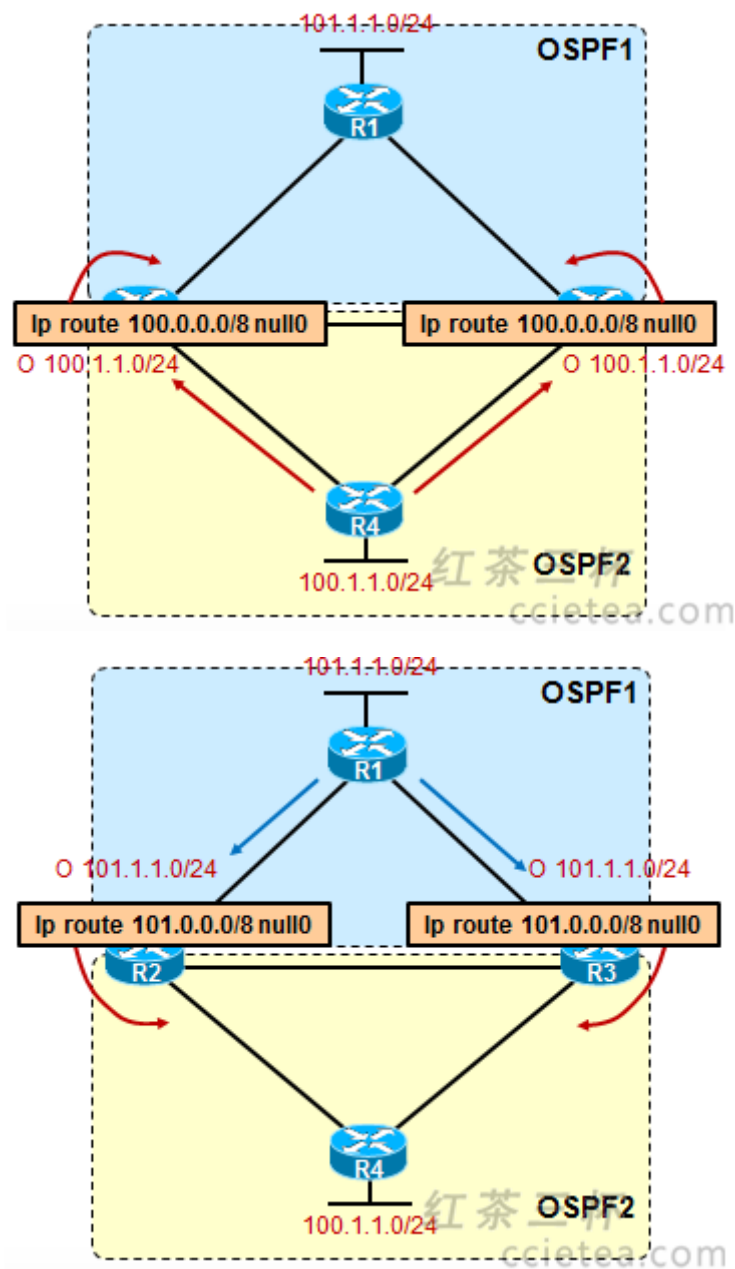 101.1.1.0/24
OSPF1
R1
Ip route 100.0.0.0/8 null0
Ip route 100.0.0.0/8 null0
O 100.1.1.0/24
O 100.1.1.0/24
R4
100.1.1.0/24
OSPF2
红茶三杯
ccietea.com
101.1.1.0/24
OSPF1
R1
O 101.1.1.0/24
O 101.1.1.0/24
Ip route 101.0.0.0/8 null0
Ip route 101.0.0.0/8 null0
R2
R3
R4
100.1.1.0/24
OSPF2
红茶三杯
ccietea.com